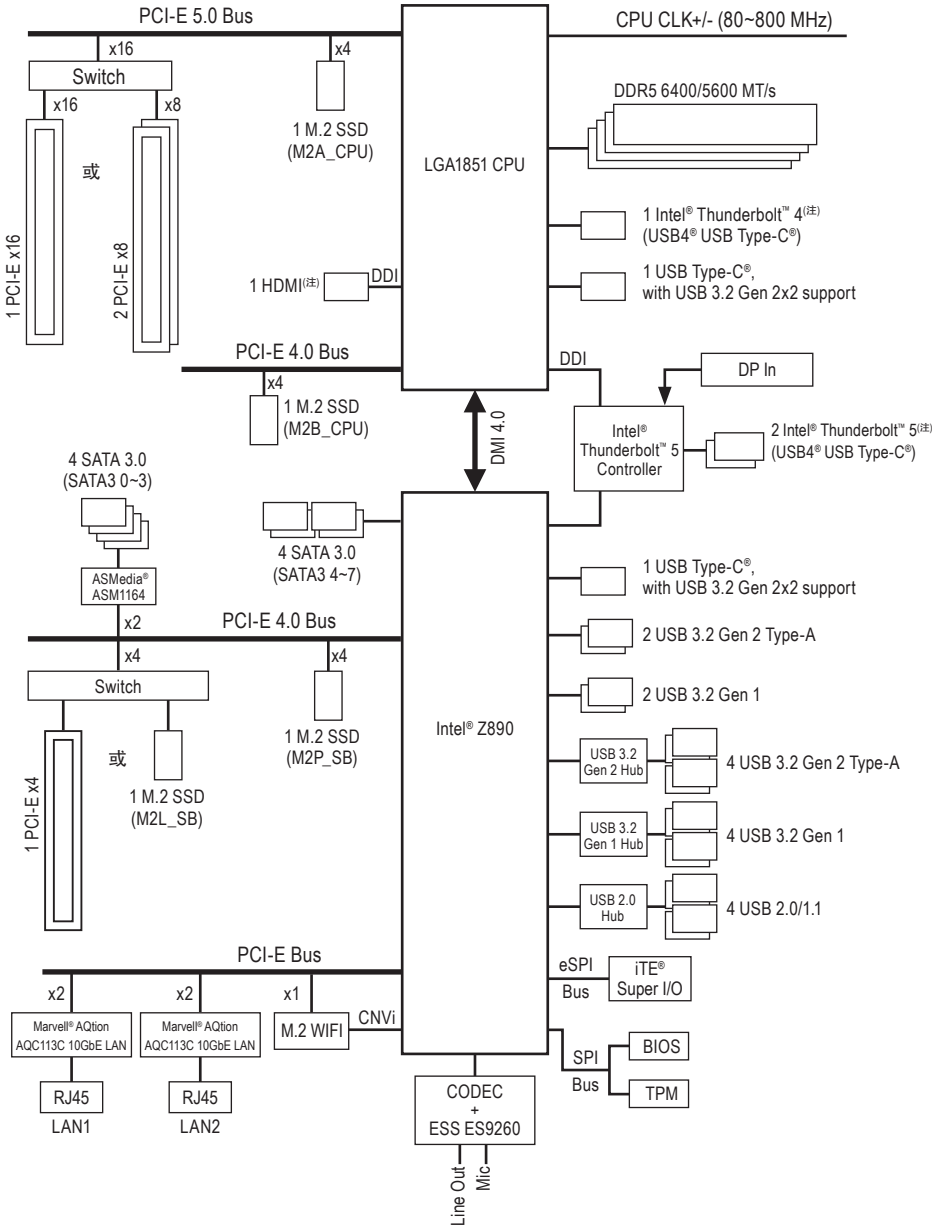 PCI-E 5.0 Bus
CPU CLK+/- (80~800 MHz)
x16
x4
Switch
x16
x8
1 PCI-E x16
或
2 PCI-E x8
1 M.2 SSD
(M2A_CPU)
LGA1851 CPU
DDR5 6400/5600 MT/s
1 Intel® Thunderbolt™ 4(注)
(USB4® USB Type-C®)
1 HDMI(注)
DDI
1 USB Type-C®,
with USB 3.2 Gen 2x2 support
PCI-E 4.0 Bus
x4
1 M.2 SSD
(M2B_CPU)
DMI 4.0
DDI
DP In
Intel®
Thunderbolt™ 5
Controller
2 Intel® Thunderbolt™ 5(注)
(USB4® USB Type-C®)
4 SATA 3.0
(SATA3 0~3)
ASMedia®
ASM1164
x2
4 SATA 3.0
(SATA3 4~7)
PCI-E 4.0 Bus
x4
x4
Switch
1 PCI-E x4
或
1 M.2 SSD
(M2L_SB)
1 M.2 SSD
(M2P_SB)
Intel® Z890
1 USB Type-C®,
with USB 3.2 Gen 2x2 support
2 USB 3.2 Gen 2 Type-A
2 USB 3.2 Gen 1
USB 3.2
Gen 2 Hub
4 USB 3.2 Gen 2 Type-A
USB 3.2
Gen 1 Hub
4 USB 3.2 Gen 1
USB 2.0
Hub
4 USB 2.0/1.1
PCI-E Bus
x2
x2
x1
Marvell® AQtion
AQC113C 10GbE LAN
Marvell® AQtion
AQC113C 10GbE LAN
M.2 WIFI
CNVi
RJ45
LAN1
RJ45
LAN2
eSPI
Bus
iTE®
Super I/O
SPI
Bus
BIOS
TPM
CODEC
+
ESS ES9260
Line Out
Mic